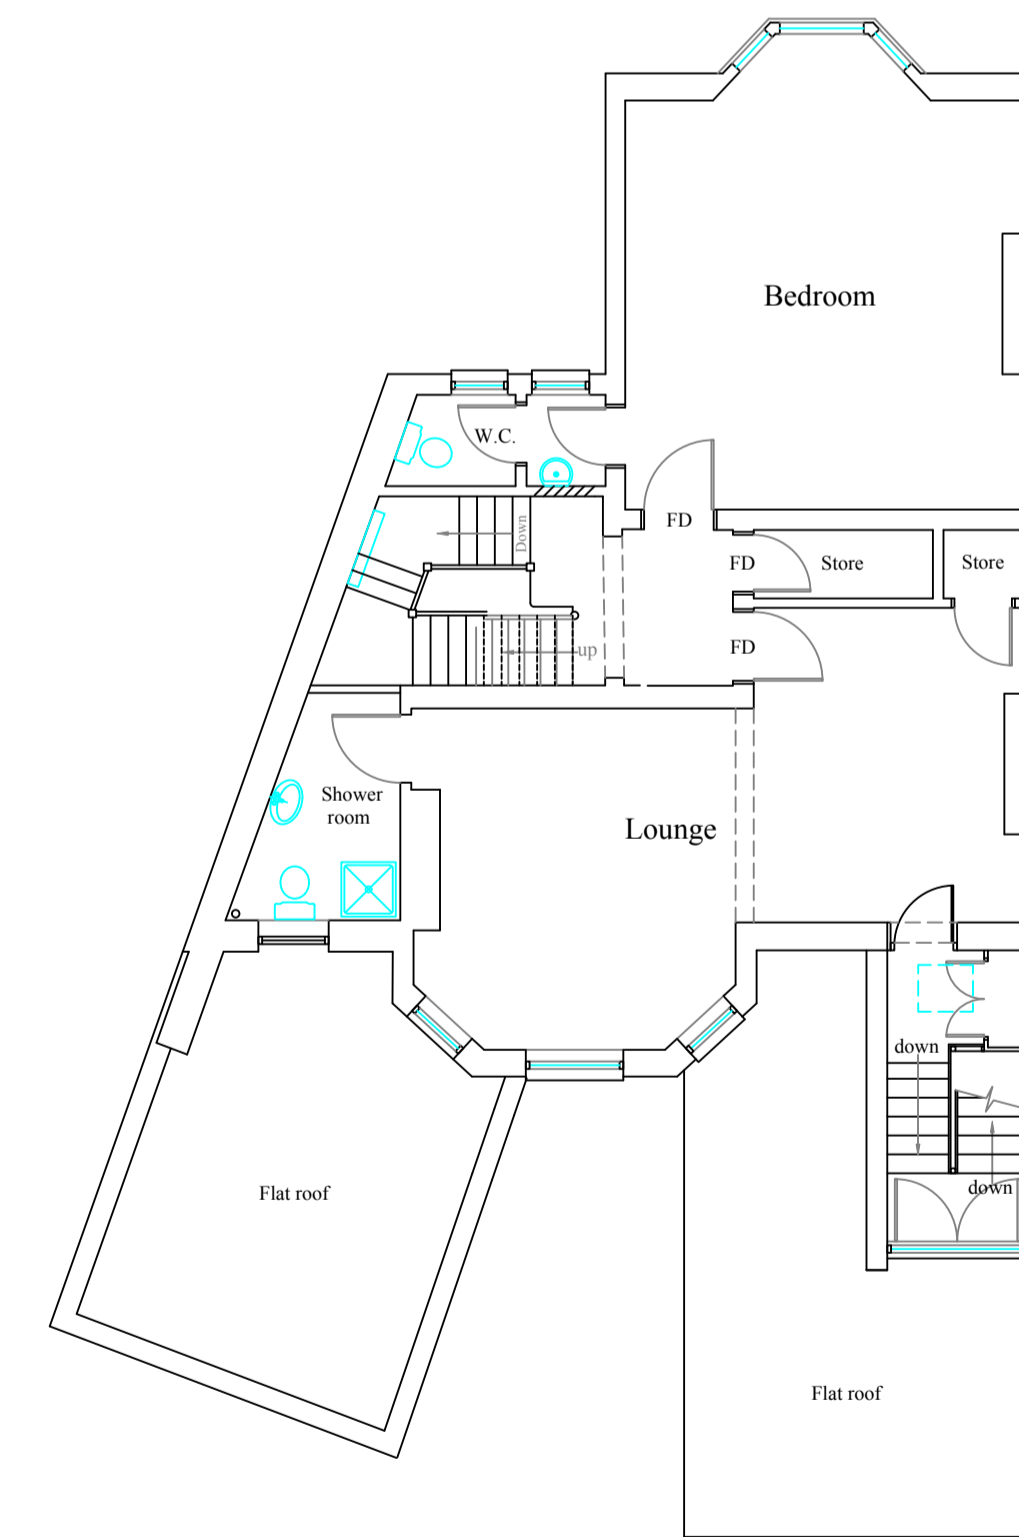 Bedroom
W.C.
FD
Down
FD
Store
Store
FD
up
Shower
room
Lounge
down
down
Flat roof
Flat roof